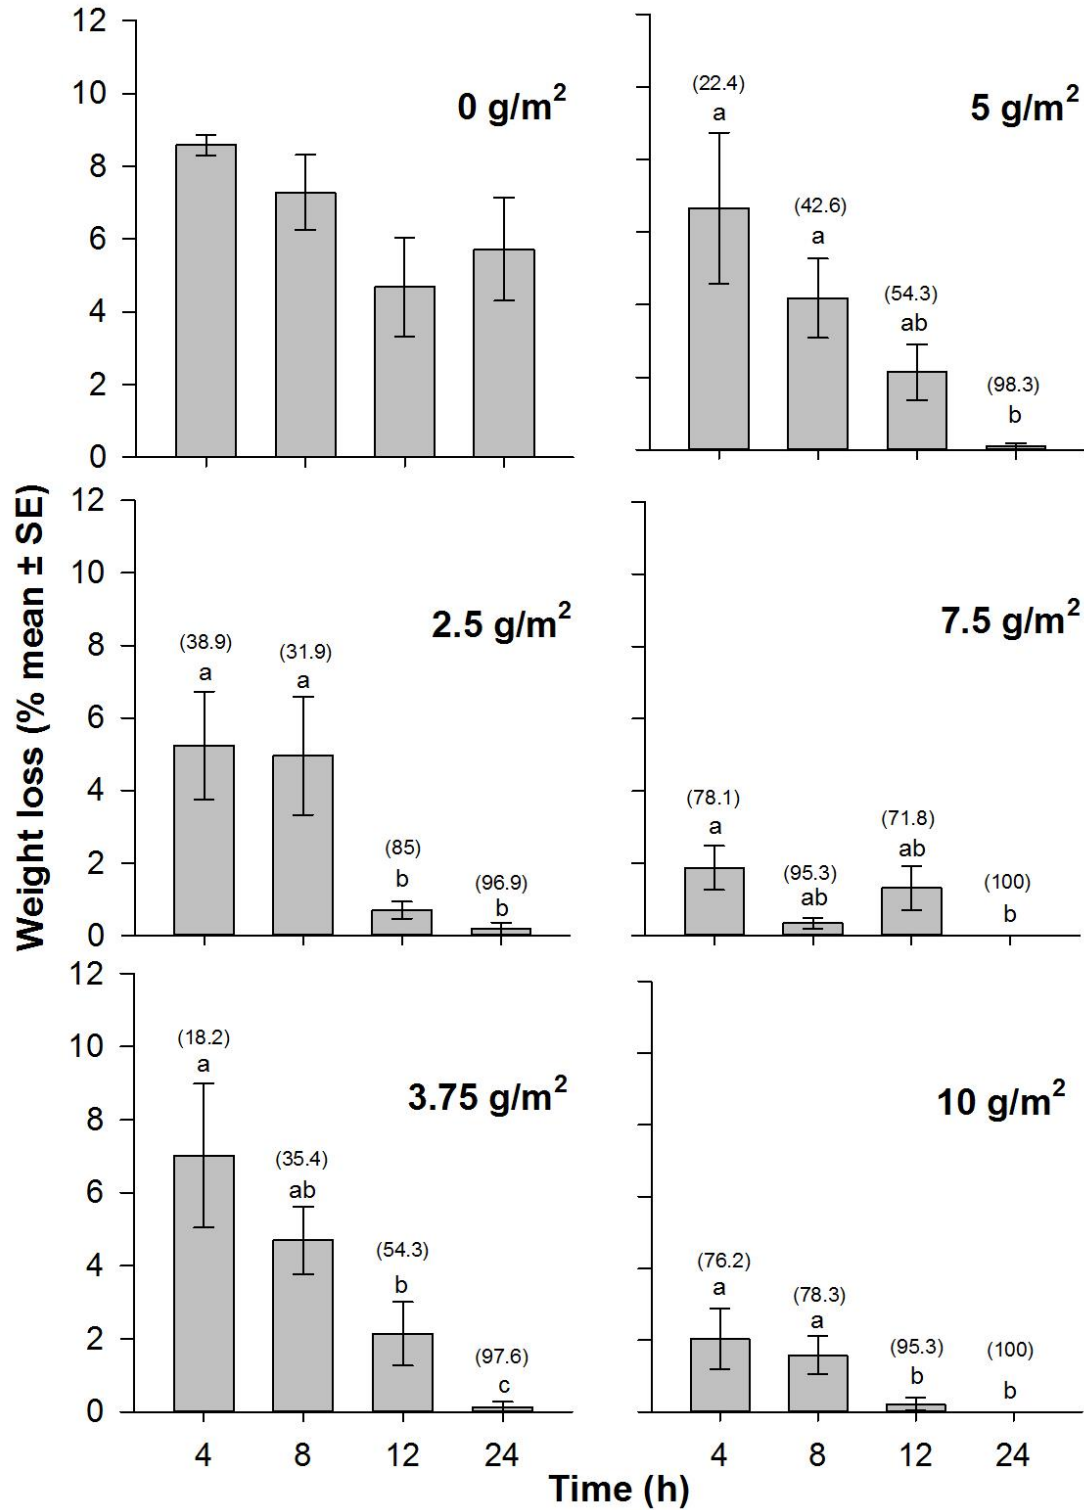 Weight loss (% mean ± SE)
12
10
8
6
4
2
0
0 g/m²
(22.4)
a
(42.6)
a
(54.3)
ab
(98.3)
b
5 g/m²
12
10
8
6
4
2
0
(38.9)
a
(31.9)
a
(85)
b
(96.9)
b
2.5 g/m²
(78.1)
a
(95.3)
ab
(71.8)
ab
(100)
b
7.5 g/m²
12
10
8
6
4
2
0
(18.2)
a
(35.4)
ab
(54.3)
b
(97.6)
c
3.75 g/m²
(76.2)
a
(78.3)
a
(95.3)
b
(100)
b
10 g/m²
4 8 12 24
4 8 12 24
Time (h)